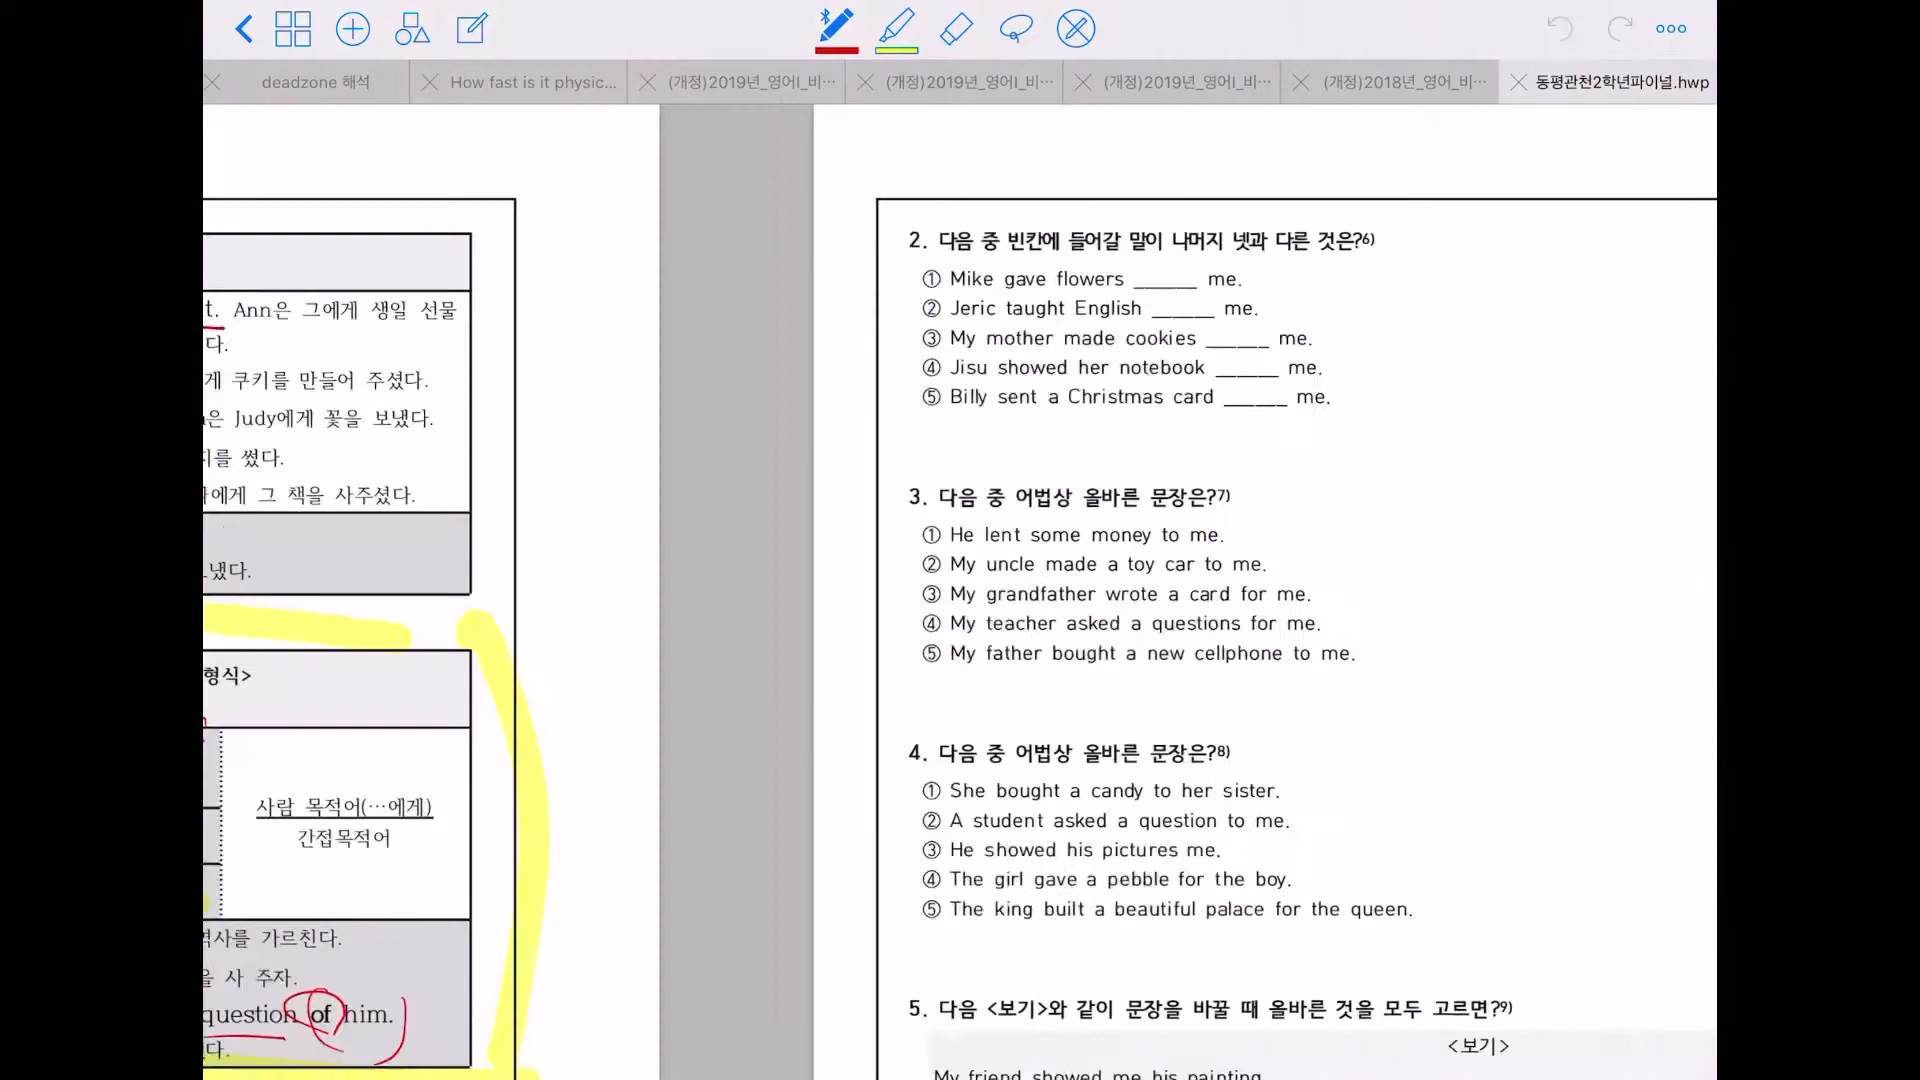 deadzone 해석
How fast is it physic...
(개정)2019년_영어I_비···
(개정)2019년_영어I_비···
(개정)2019년_영어I_비···
(개정)2018년_영어_비···
동평관천2학년파이널.hwp
t. Ann은 그에게 생일 선물
다.
게 쿠키를 만들어 주셨다.
은 Judy에게 꽃을 보냈다.
지를 썼다.
에게 그 책을 사주셨다.
냈다.
형식>
사람 목적어(···에게)
간접목적어
역사를 가르친다.
을 사 주자.
question of him.
다.
2. 다음 중 빈칸에 들어갈 말이 나머지 넷과 다른 것은?6)
① Mike gave flowers ______ me.
② Jeric taught English ______ me.
③ My mother made cookies ______ me.
④ Jisu showed her notebook ______ me.
⑤ Billy sent a Christmas card ______ me.
3. 다음 중 어법상 올바른 문장은?7)
① He lent some money to me.
② My uncle made a toy car to me.
③ My grandfather wrote a card for me.
④ My teacher asked a questions for me.
⑤ My father bought a new cellphone to me.
4. 다음 중 어법상 올바른 문장은?8)
① She bought a candy to her sister.
② A student asked a question to me.
③ He showed his pictures me.
④ The girl gave a pebble for the boy.
⑤ The king built a beautiful palace for the queen.
5. 다음 <보기>와 같이 문장을 바꿀 때 올바른 것을 모두 고르면?9)
<보기>
My friend showed me his painting.